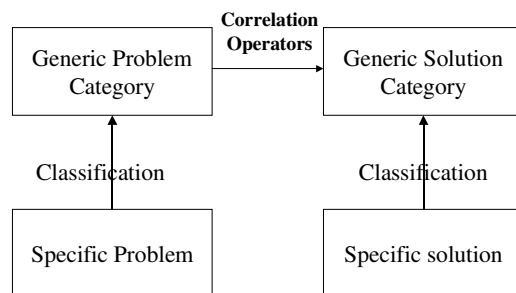 Correlation
Operators
Generic Problem
Category
Generic Solution
Category
Classification
Classification
Specific Problem
Specific solution